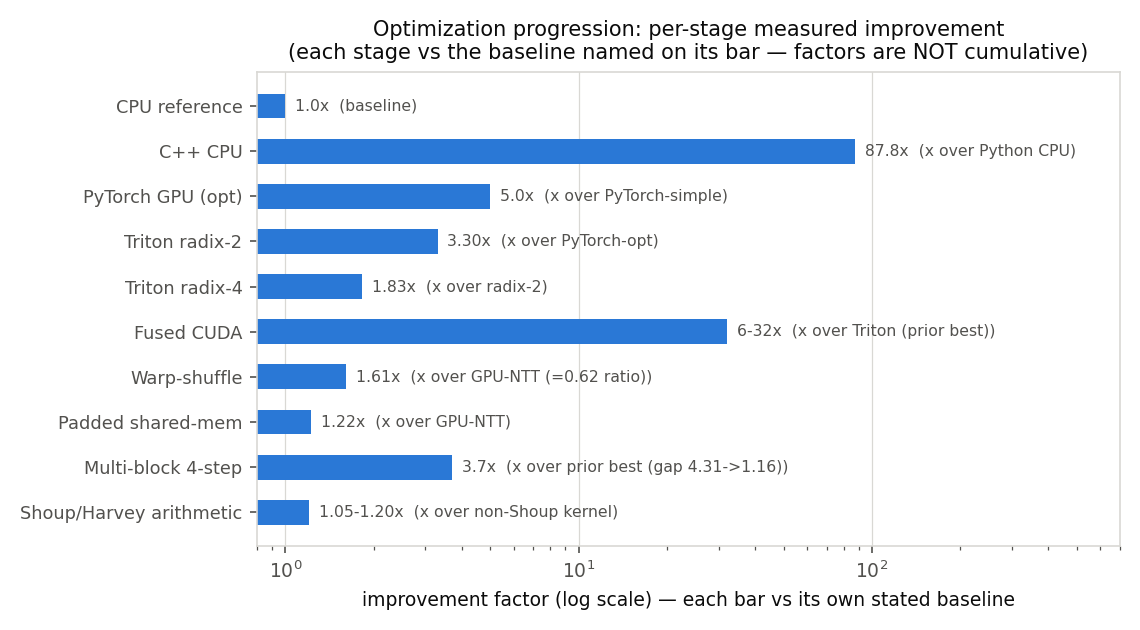 Optimization progression: per-stage measured improvement
(each stage vs the baseline named on its bar — factors are NOT cumulative)
CPU reference
1.0x  (baseline)
C++ CPU
87.8x  (x over Python CPU)
PyTorch GPU (opt)
5.0x  (x over PyTorch-simple)
Triton radix-2
3.30x  (x over PyTorch-opt)
Triton radix-4
1.83x  (x over radix-2)
Fused CUDA
6-32x  (x over Triton (prior best))
Warp-shuffle
1.61x  (x over GPU-NTT (=0.62 ratio))
Padded shared-mem
1.22x  (x over GPU-NTT)
Multi-block 4-step
3.7x  (x over prior best (gap 4.31->1.16))
Shoup/Harvey arithmetic
1.05-1.20x  (x over non-Shoup kernel)
10⁰ 10¹ 10²
improvement factor (log scale) — each bar vs its own stated baseline